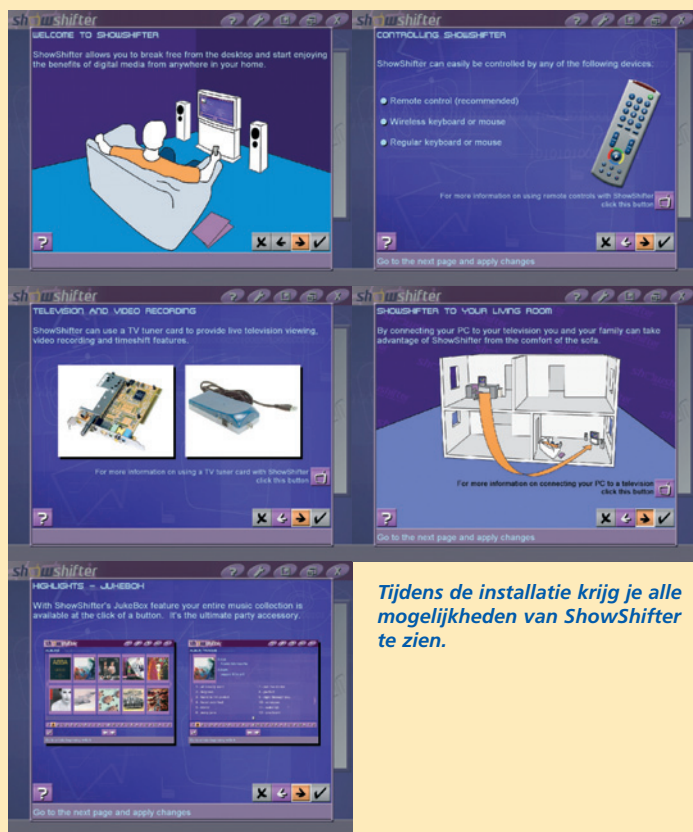 showshifter
WELCOME TO SHOWSHIFTER
ShowShifter allows you to break free from the desktop and start enjoying
the benefits of digital media from anywhere in your home.
?
showshifter
CONTROLLING SHOWSHIFTER
ShowShifter can easily be controlled by any of the following devices:
Remote control (recommended)
Wireless keyboard or mouse
Regular keyboard or mouse
For more information on using remote controls with ShowShifter
click this button
?
Go to the next page and apply changes
showshifter
TELEVISION AND VIDEO RECORDING
ShowShifter can use a TV tuner card to provide live television viewing,
video recording and timeshift features.
For more information on using a TV tuner card with ShowShifter
click this button
?
showshifter
SHOWSHIFTER TO YOUR LIVING ROOM
By connecting your PC to your television you and your family can take
advantage of ShowShifter from the comfort of the sofa.
For more information on connecting your PC to a television
click this button
?
Go to the next page and apply changes
showshifter
HIGHLIGHTS - JUKEBOX
With ShowShifter's JukeBox feature your entire music collection is
available at the click of a button. It's the ultimate party accessory.
?
Go to the next page and apply changes
Tijdens de installatie krijg je alle
mogelijkheden van ShowShifter
te zien.